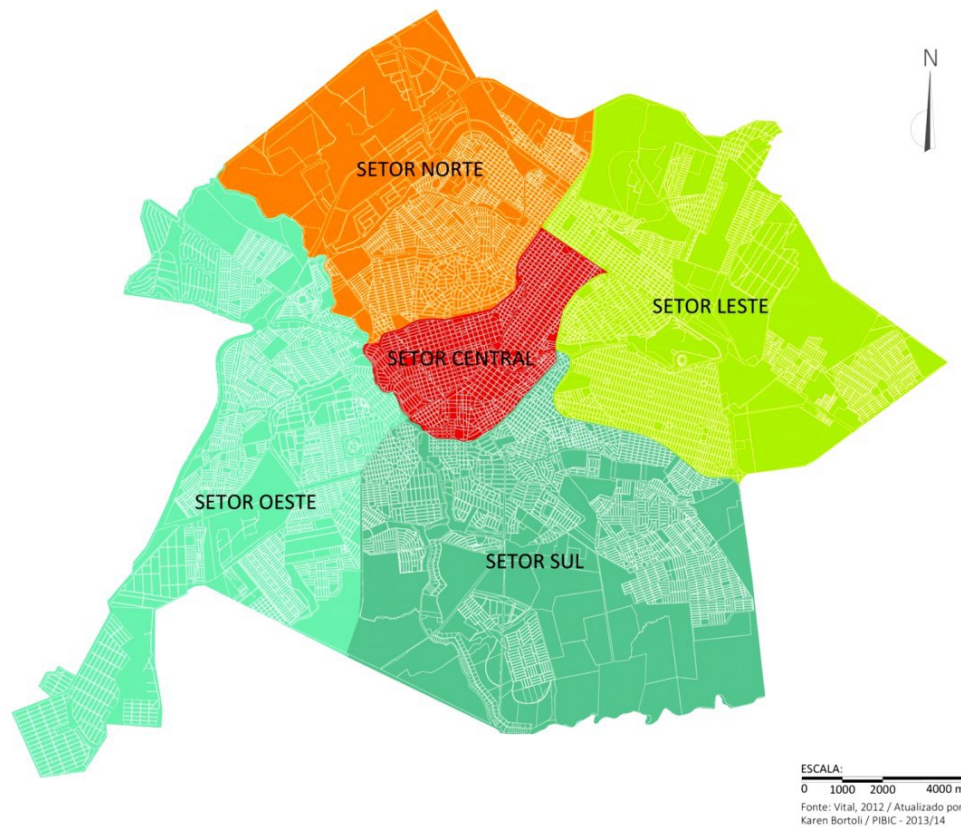 N
SETOR NORTE
SETOR LESTE
SETOR CENTRAL
SETOR OESTE
SETOR SUL
ESCALA:
0 1000 2000 4000 m
Fonte: Vital, 2012 / Atualizado por
Karen Bortoli / PIBIC - 2013/14